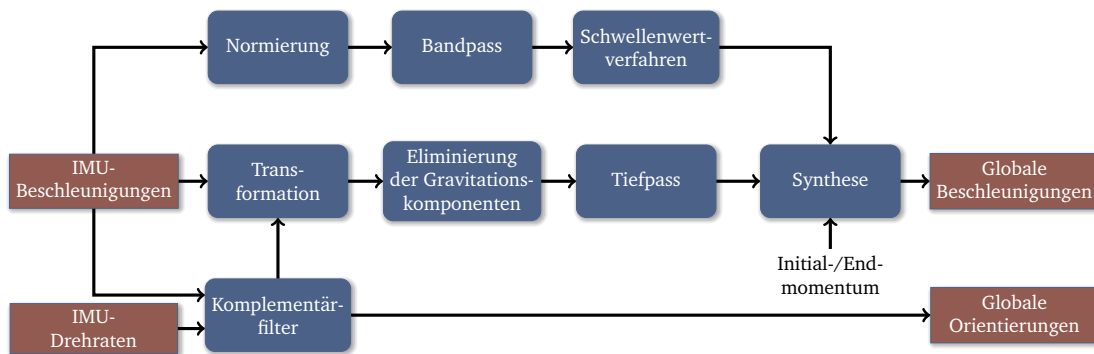 Normierung
Bandpass
Schwellenwert-
verfahren
IMU-
Beschleunigungen
Trans-
formation
Eliminierung
der Gravitations-
komponenten
Tiefpass
Synthese
Globale
Beschleunigungen
Initial-/End-
momentum
IMU-
Drehraten
Komplementär-
filter
Globale
Orientierungen